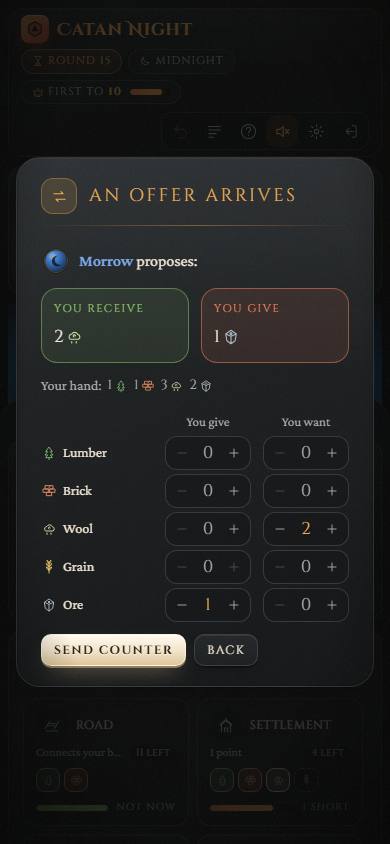 CATAN NIGHT
ROUND 15
MIDNIGHT
FIRST TO 10
AN OFFER ARRIVES
Morrow proposes:
YOU RECEIVE
2
YOU GIVE
1
Your hand: 1 1 3 2
You give You want
Lumber − 0 + − 0 +
Brick − 0 + − 0 +
Wool − 0 + − 2 +
Grain − 0 + − 0 +
Ore − 1 + − 0 +
SEND COUNTER
BACK
ROAD
Connects your b... 11 LEFT
NOT NOW
SETTLEMENT
1 point 4 LEFT
1 SHORT